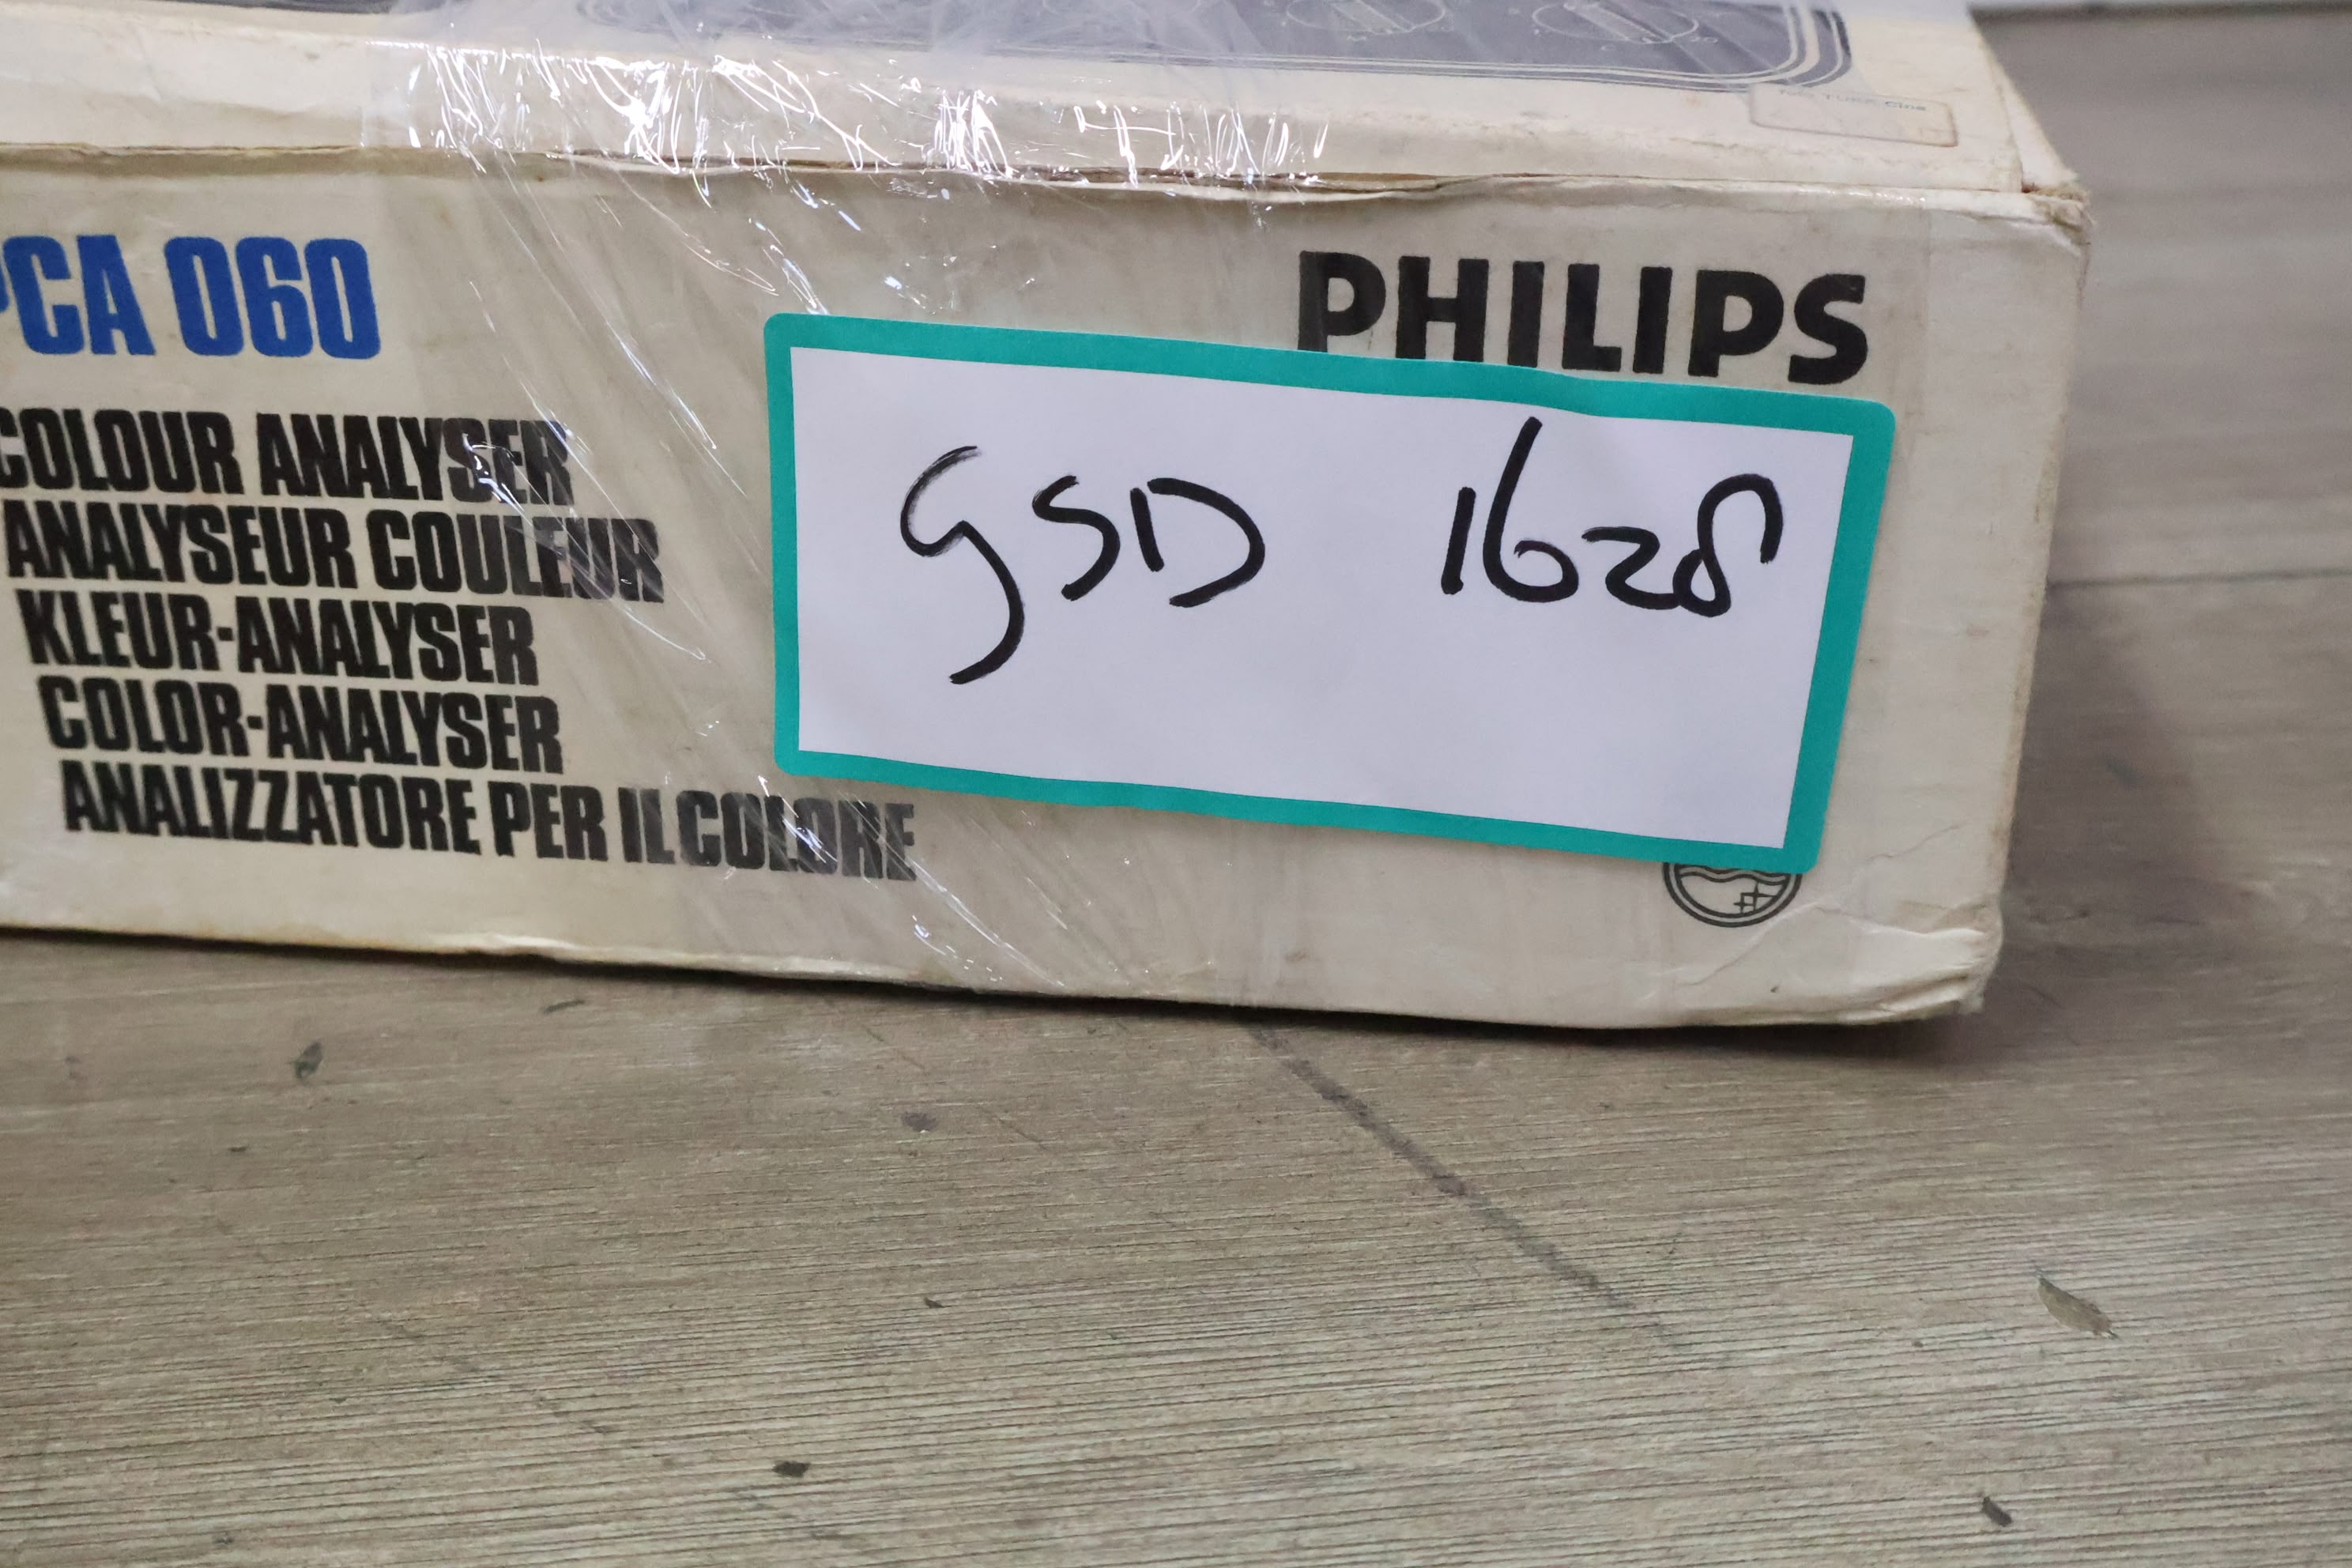 PCA 060
PHILIPS
COLOUR ANALYSER
ANALYSEUR COULEUR
KLEUR-ANALYSER
COLOR-ANALYSER
ANALIZZATORE PER IL COLORE
GSD 1628